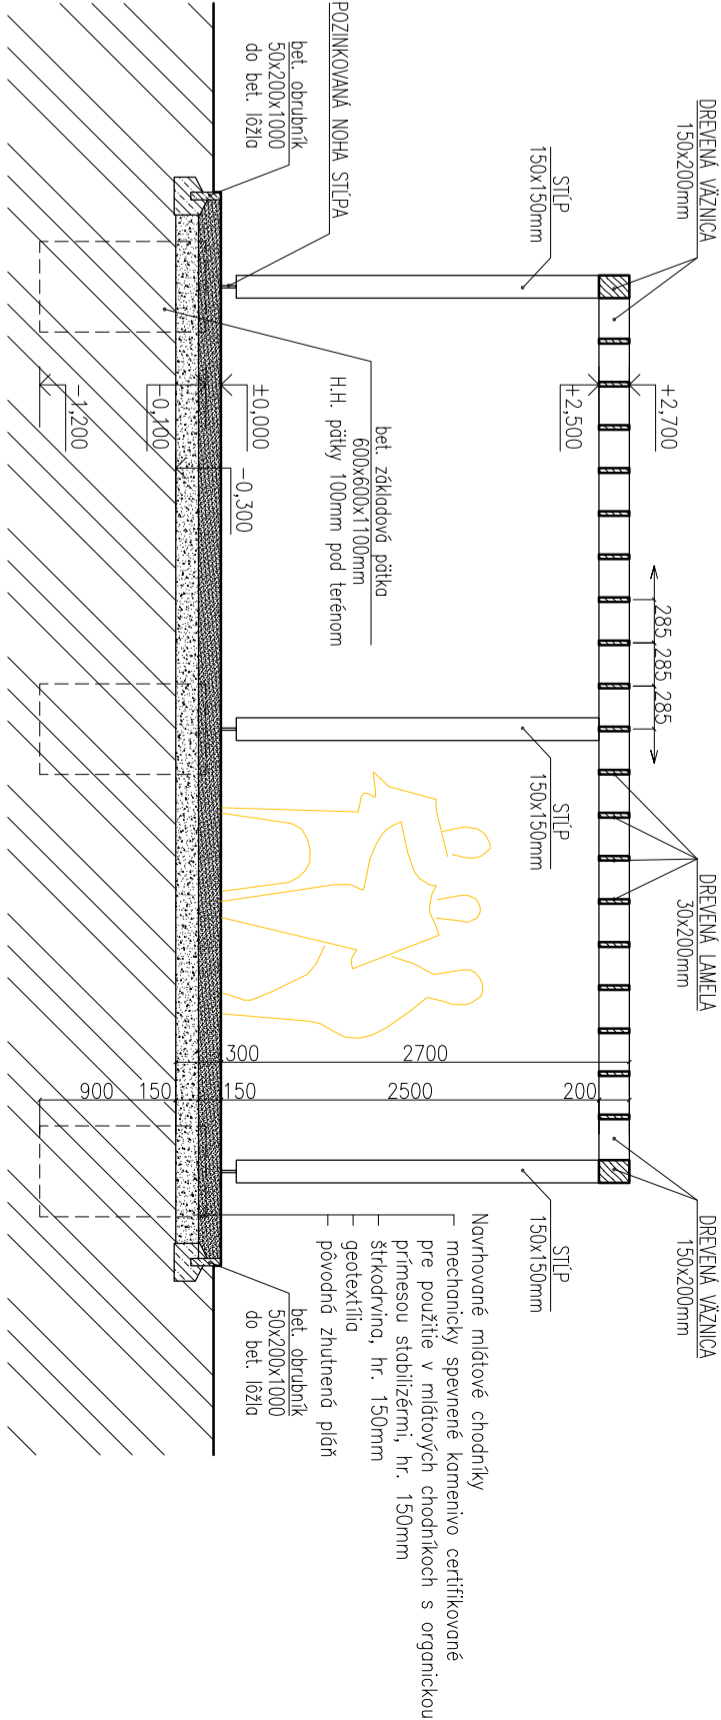 DREVENÁ VÄZNICA
150x200mm
STĹP
150x150mm
POZINKOVANÁ NOHA STĹPA
bet. obrubník
50x200x1000
do bet. lôžla
+2,700
+2,500
±0,000
-0,100
-0,300
-1,200
bet. základová pätka
600x600x1100mm
H.H. pätky 100mm pod terénom
285
285
285
STĹP
150x150mm
DREVENÁ LAMELA
30x200mm
2700
300
200
2500
150
150
900
DREVENÁ VÄZNICA
150x200mm
STĹP
150x150mm
Navrhované mlátové chodníky
mechanicky spevnené kamenivo certifikované
pre použitie v mlátových chodníkoch s organickou
prímesou stabilizérmi, hr. 150mm
štrkodrvina, hr. 150mm
geotextília
pôvodná zhutnená pláň
bet. obrubník
50x200x1000
do bet. lôžla